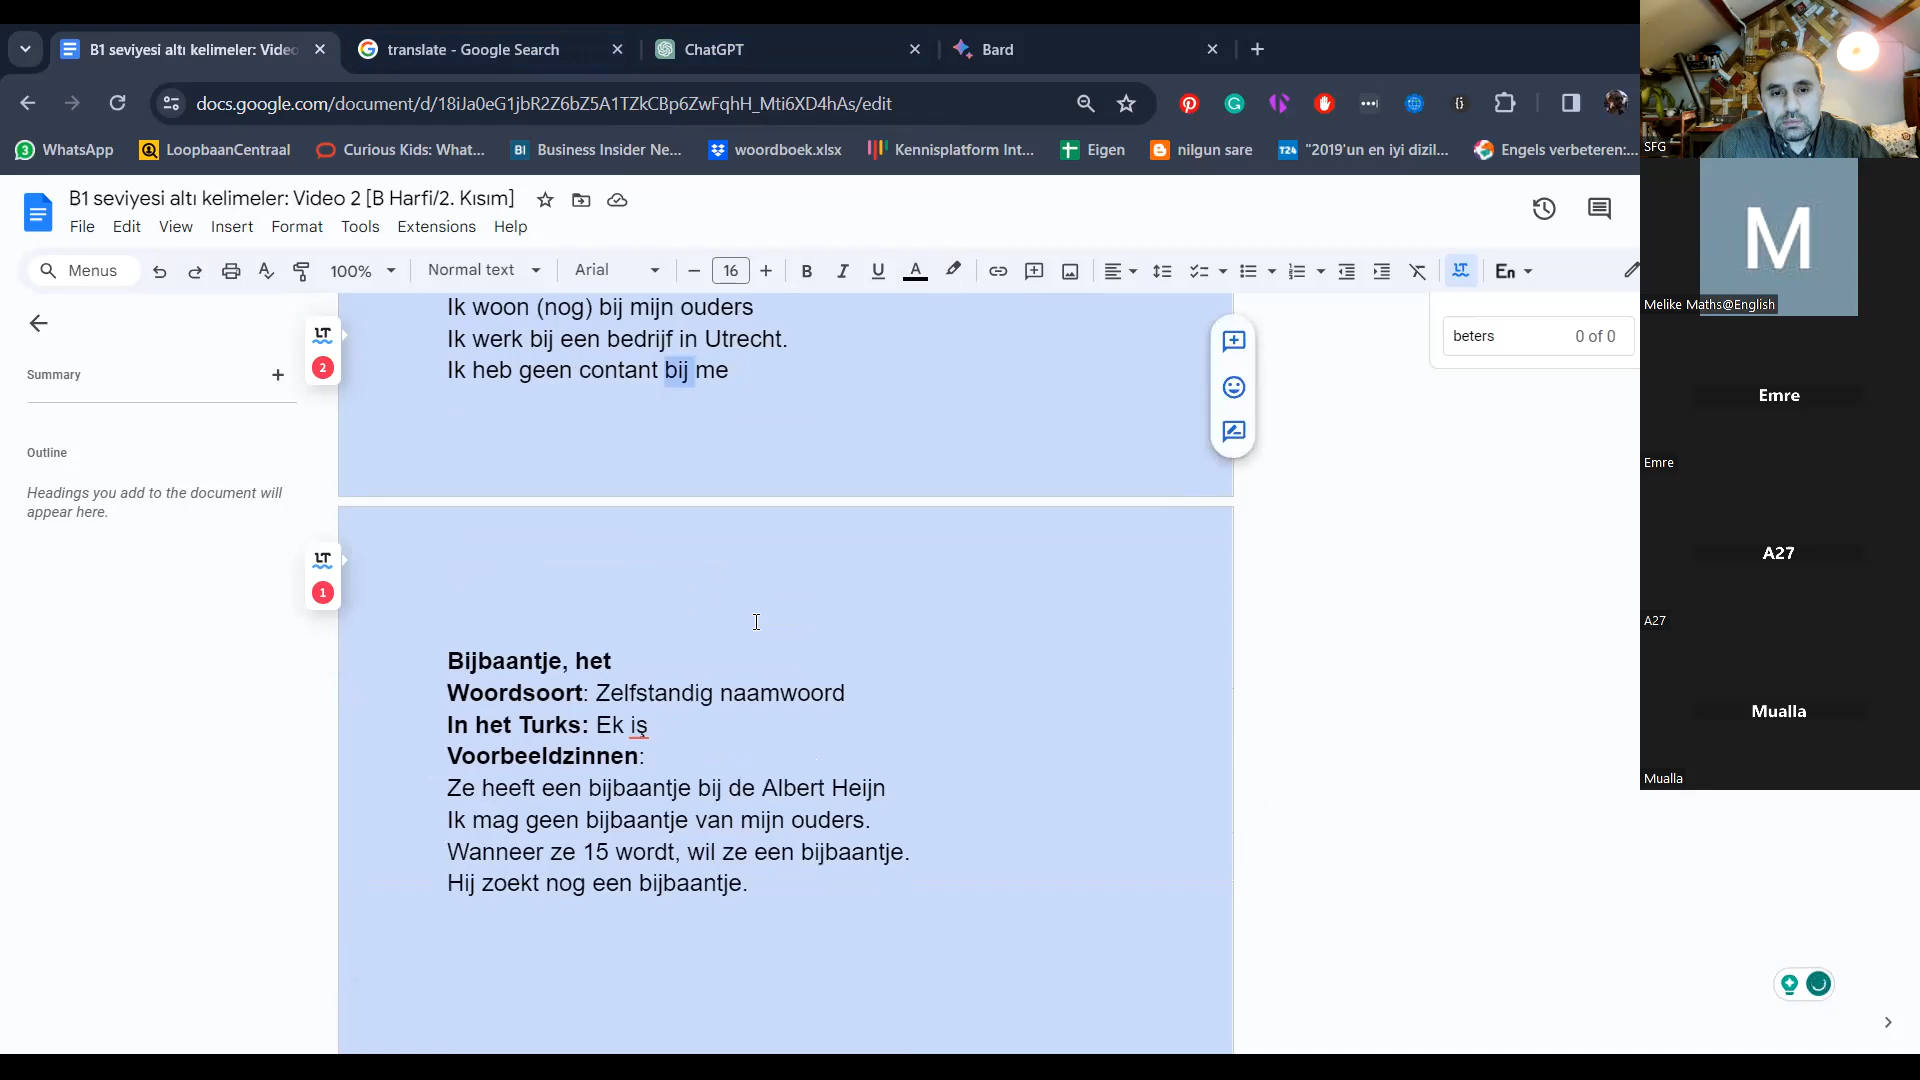 B1 seviyesi altı kelimeler: Video
translate - Google Search
ChatGPT
Bard
docs.google.com/document/d/18iJa0eG1jbR2Z6bZ5A1TZkCBp6ZwFqhH_Mti6XD4hAs/edit
WhatsApp
LoopbaanCentraal
Curious Kids: What...
Business Insider Ne...
woordboek.xlsx
Kennisplatform Int...
Eigen
nilgun sare
"2019'un en iyi dizil...
Engels verbeteren:...
SFG
B1 seviyesi altı kelimeler: Video 2 [B Harfi/2. Kısım]
File Edit View Insert Format Tools Extensions Help
Menus 100% Normal text Arial 16 B I U A En
M
Melike Maths@English
Summary
Outline
Headings you add to the document will
appear here.
LT
2
LT
1
Ik woon (nog) bij mijn ouders
Ik werk bij een bedrijf in Utrecht.
Ik heb geen contant bij me
Bijbaantje, het
Woordsoort: Zelfstandig naamwoord
In het Turks: Ek iş
Voorbeeldzinnen:
Ze heeft een bijbaantje bij de Albert Heijn
Ik mag geen bijbaantje van mijn ouders.
Wanneer ze 15 wordt, wil ze een bijbaantje.
Hij zoekt nog een bijbaantje.
beters 0 of 0
Emre
Emre
A27
A27
Mualla
Mualla